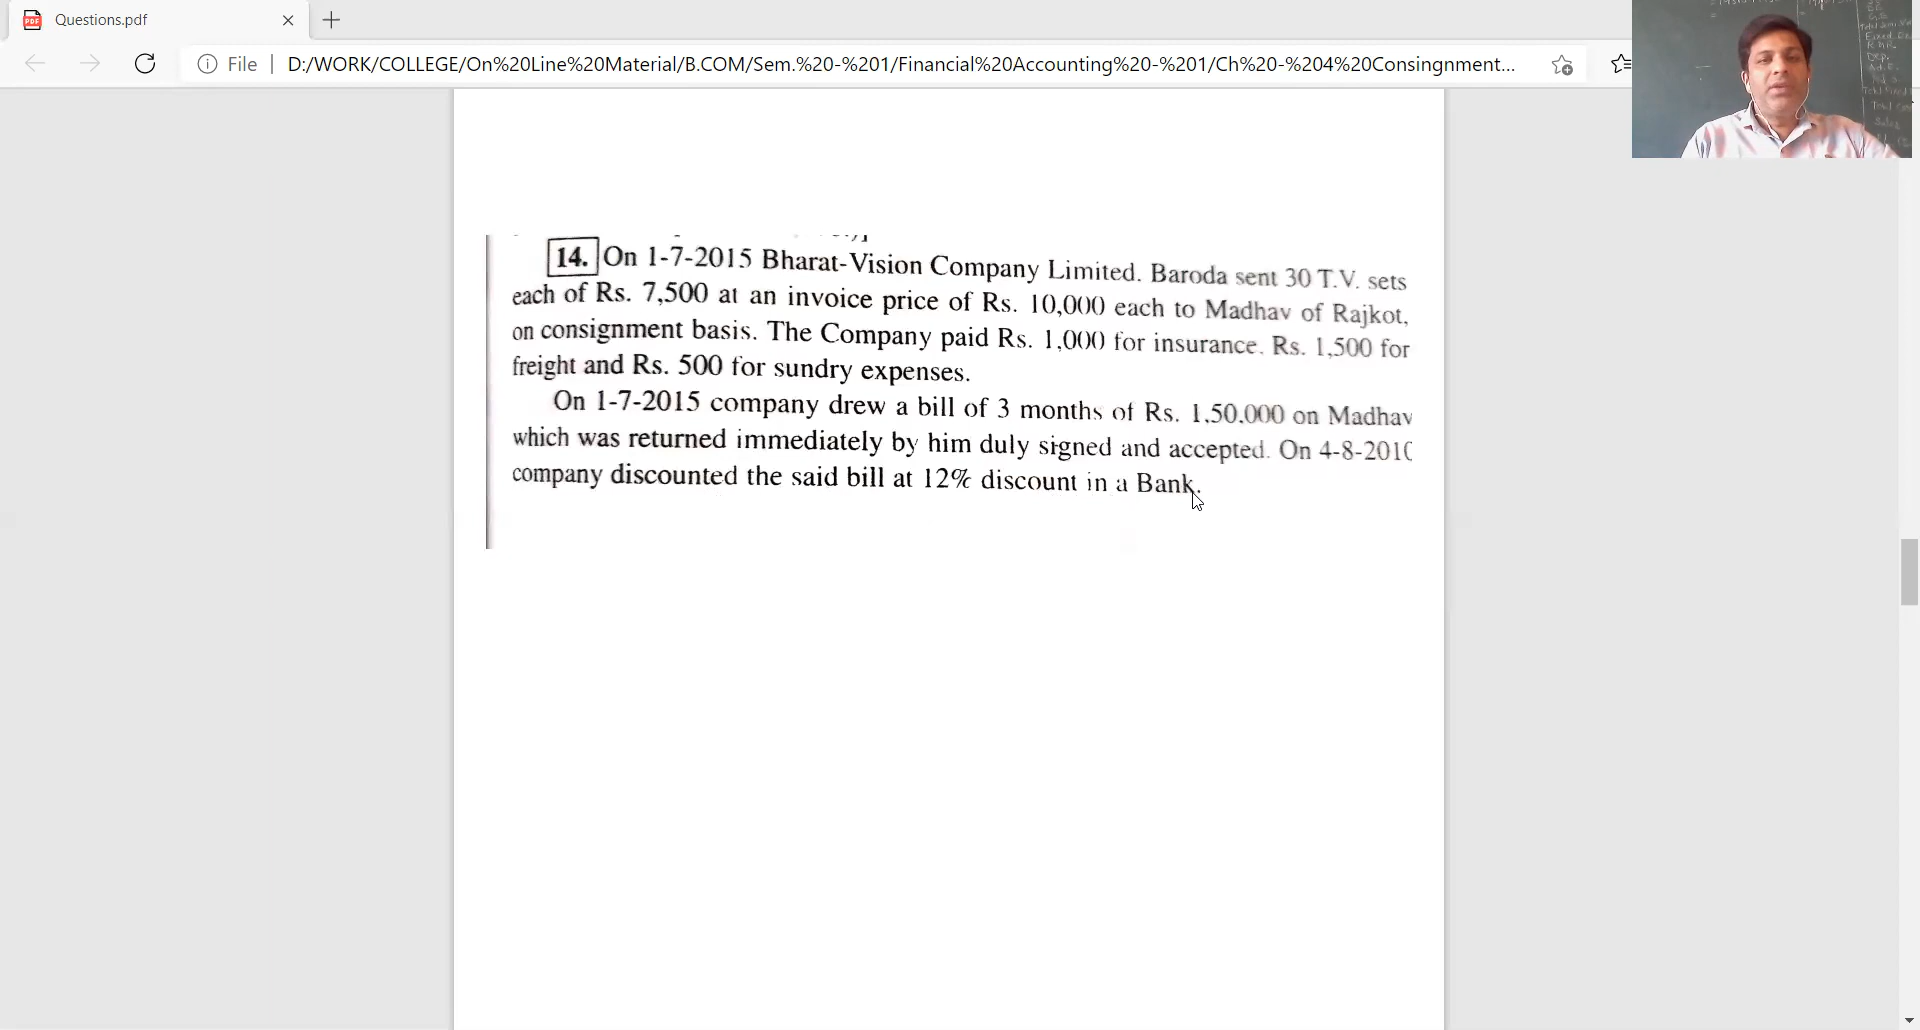 Questions.pdf
File
D:/WORK/COLLEGE/On%20Line%20Material/B.COM/Sem.%20-%201/Financial%20Accounting%20-%201/Ch%20-%204%20Consingnment...
14. On 1-7-2015 Bharat-Vision Company Limited. Baroda sent 30 T.V. sets
each of Rs. 7,500 at an invoice price of Rs. 10,000 each to Madhav of Rajkot,
on consignment basis. The Company paid Rs. 1,000 for insurance. Rs. 1,500 for
freight and Rs. 500 for sundry expenses.
On 1-7-2015 company drew a bill of 3 months of Rs. 1,50,000 on Madhav
which was returned immediately by him duly signed and accepted. On 4-8-2010
company discounted the said bill at 12% discount in a Bank.